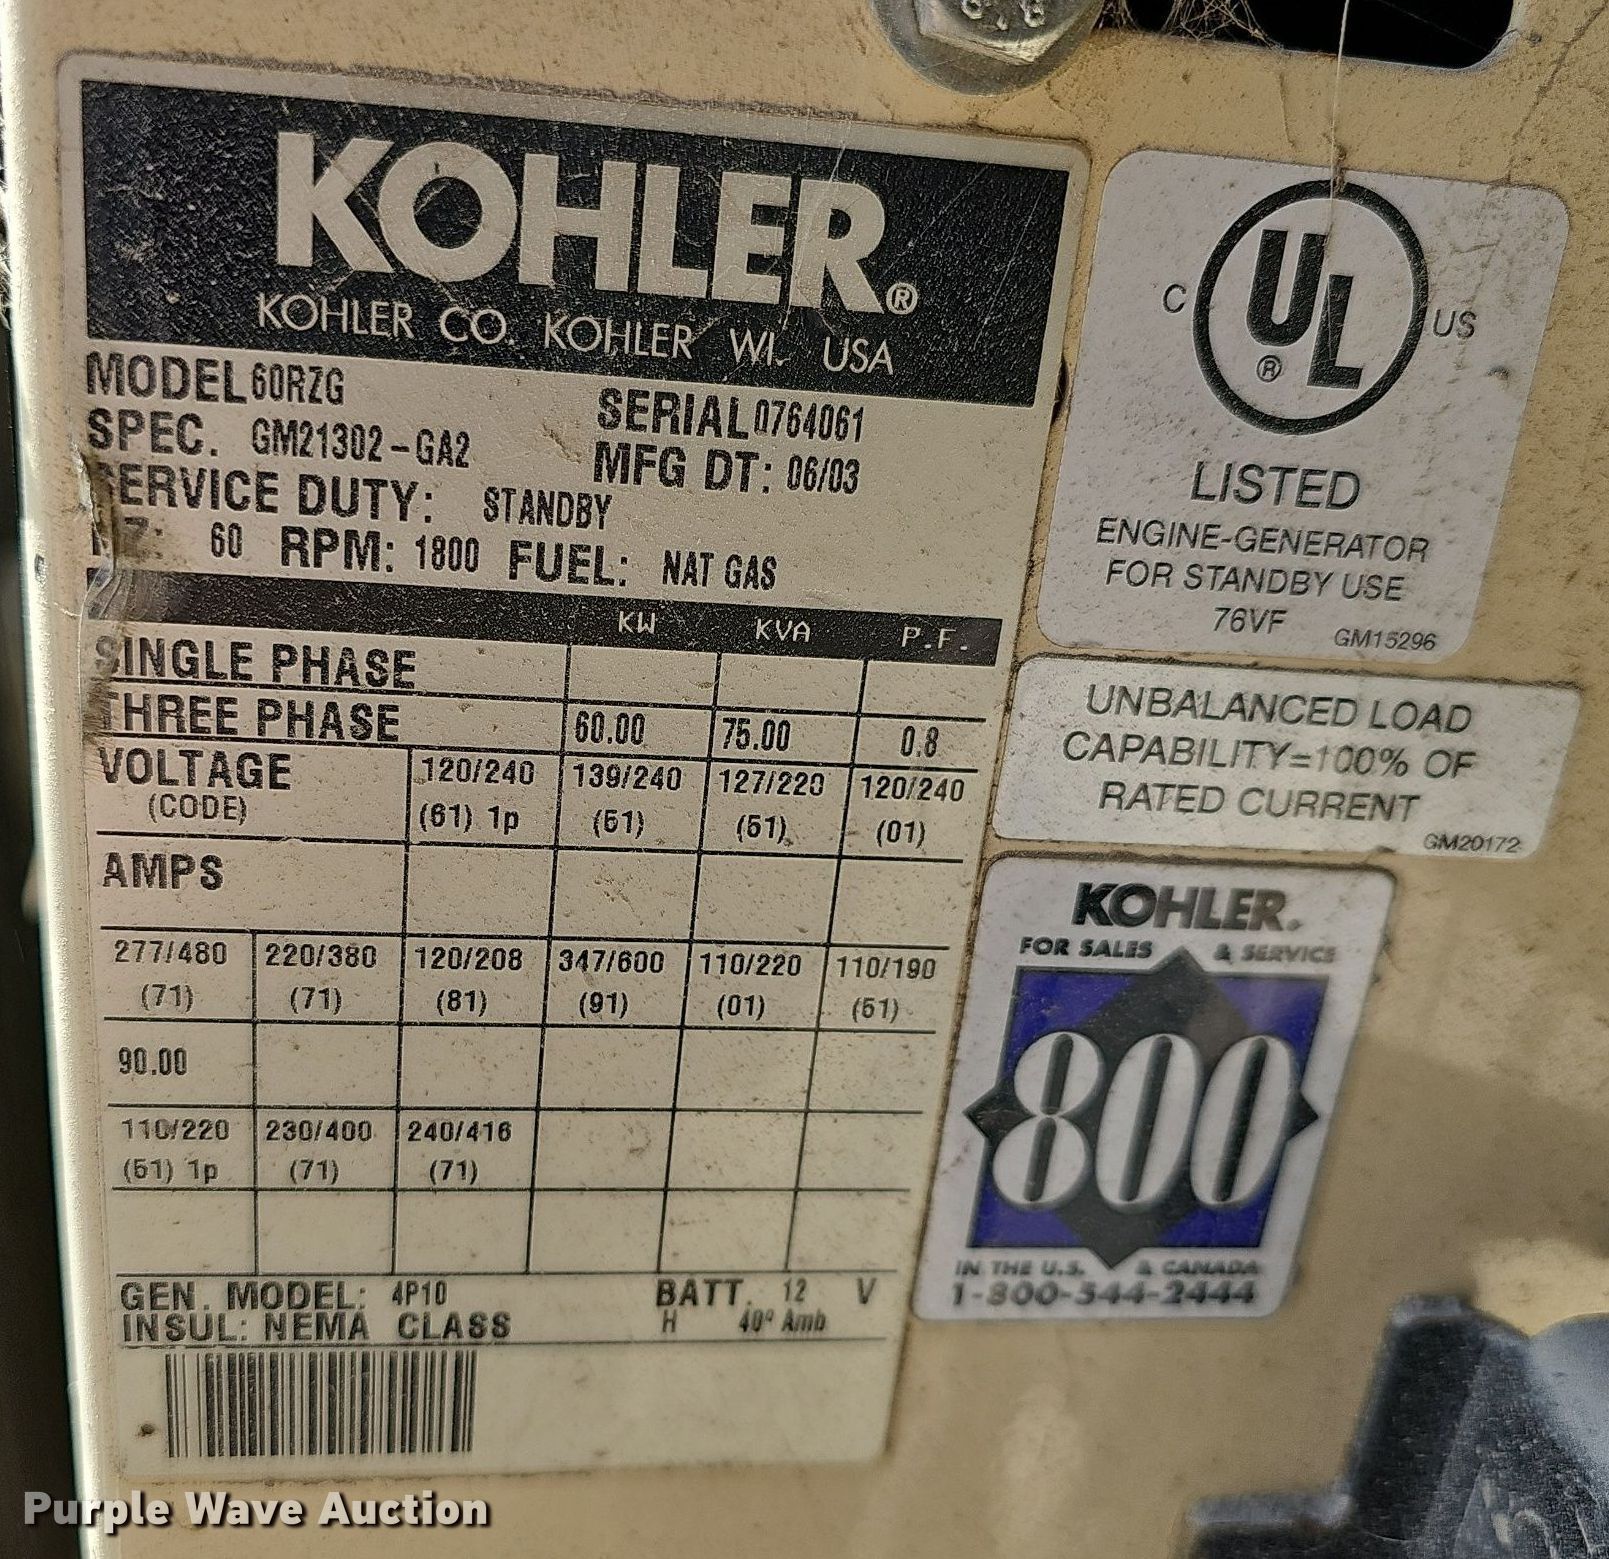 KOHLER®
KOHLER CO. KOHLER WI. USA
MODEL 60RZG
SERIAL 0764061
SPEC. GM21302-GA2
MFG DT: 06/03
SERVICE DUTY: STANDBY
HZ: 60 RPM: 1800 FUEL: NAT GAS
KW KVA P.F.
SINGLE PHASE
THREE PHASE 60.00 75.00 0.8
VOLTAGE 120/240 139/240 127/220 120/240
(CODE) (61) 1p (51) (51) (01)
AMPS
277/480 220/380 120/208 347/600 110/220 110/190
(71) (71) (81) (91) (01) (51)
90.00
110/220 230/400 240/416
(51) 1p (71) (71)
GEN. MODEL: 4P10 BATT. 12 V
INSUL: NEMA CLASS H 40° Amb
C UL® US
LISTED
ENGINE-GENERATOR
FOR STANDBY USE
76VF GM15296
UNBALANCED LOAD
CAPABILITY=100% OF
RATED CURRENT
GM20172
KOHLER.
FOR SALES & SERVICE
800
IN THE U.S. & CANADA
1-800-544-2444
Purple Wave Auction